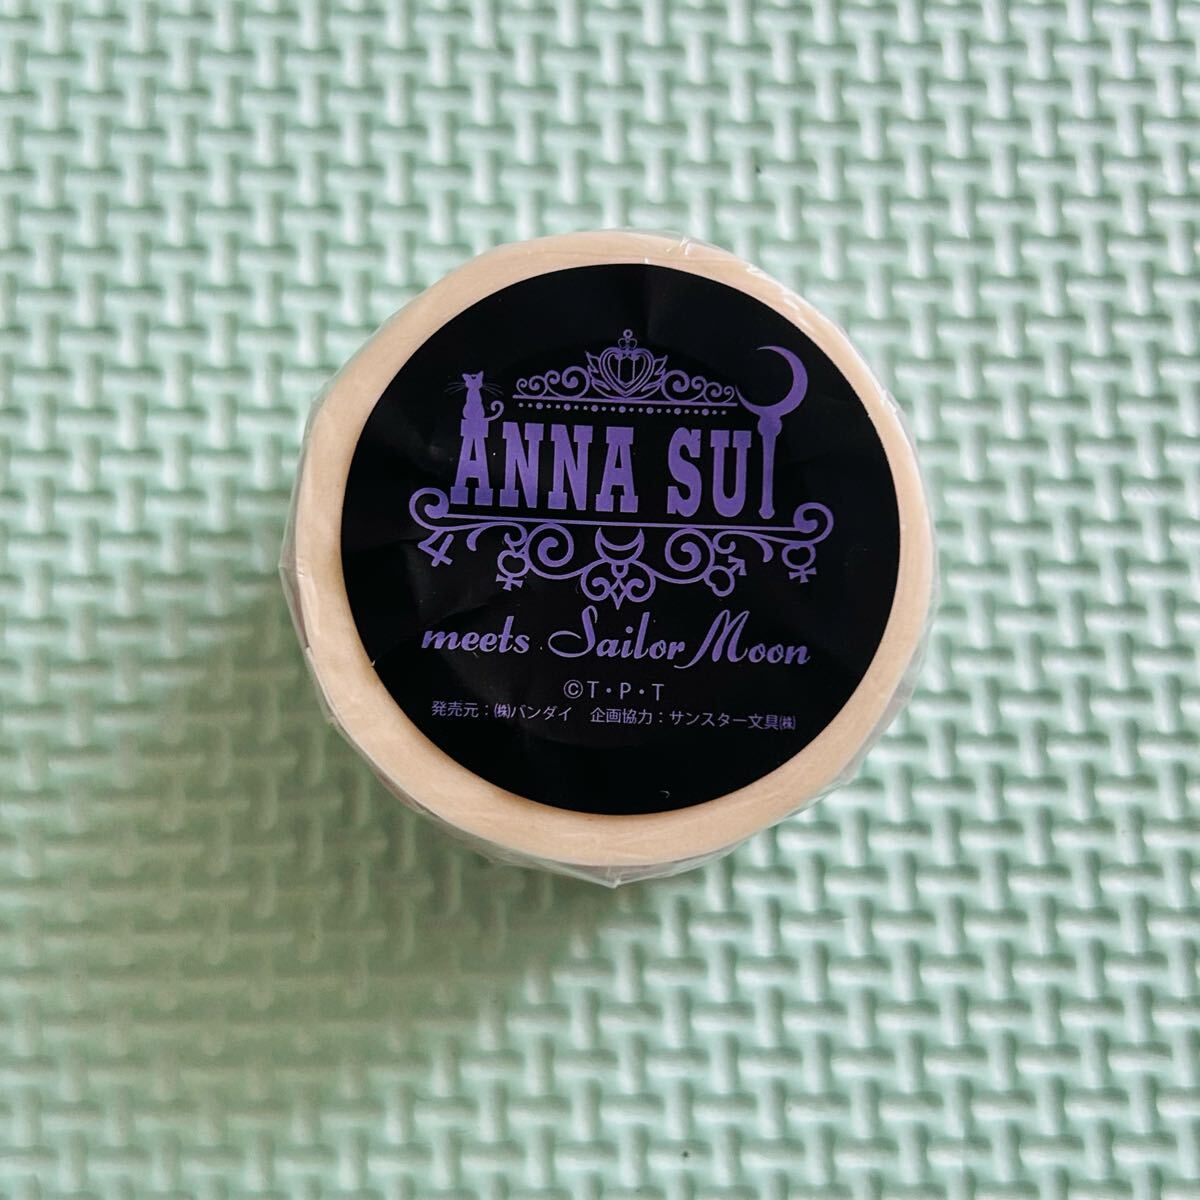 ANNA SUI
meets Sailor Moon
©T・P・T
発売元：㈱バンダイ　企画協力：サンスター文具㈱